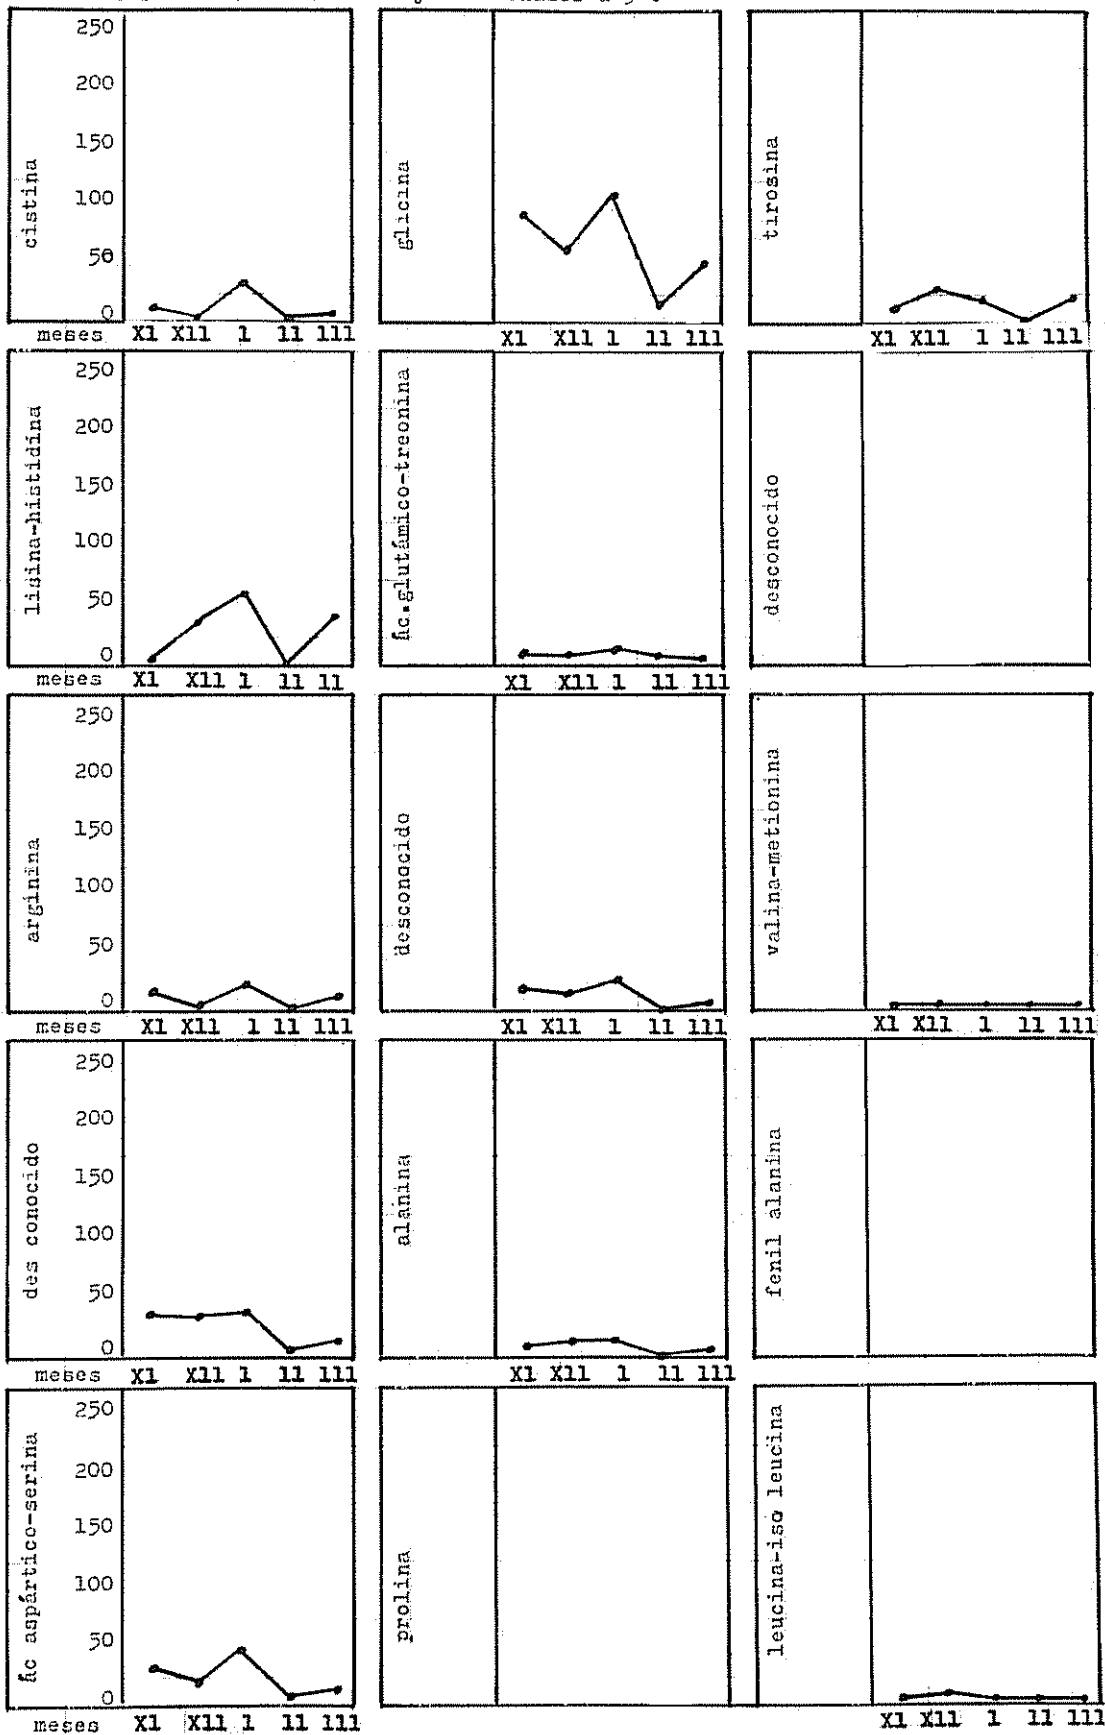 cistina
250
200
150
100
50
0
meses X1 X11 1 11 111
glicina
X1 X11 1 11 111
tirosina
X1 X11 1 11 111
lisina-histidina
250
200
150
100
50
0
meses X1 X11 1 11 11
Ác.glutámico-treonina
X1 X11 1 11 111
desconocido
arginina
250
200
150
100
50
0
meses X1 X11 1 11 111
desconocido
X1 X11 1 11 111
valina-metionina
X1 X11 1 11 111
des conocido
250
200
150
100
50
0
meses X1 X11 1 11 111
alanina
X1 X11 1 11 111
fenil alanina
Ác aspártico-serina
250
200
150
100
50
0
meses X1 X11 1 11 111
prolina
leucina-iso leucina
X1 X11 1 11 111